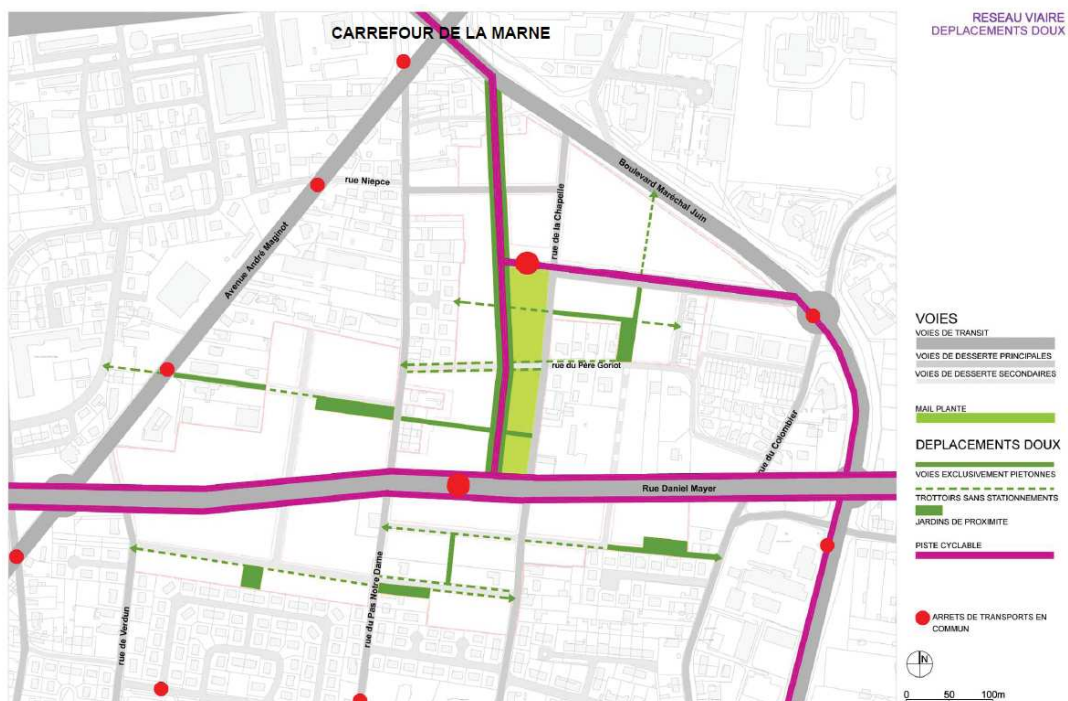 RESEAU VIAIRE
DEPLACEMENTS DOUX
CARREFOUR DE LA MARNE
rue Niepce
Boulevard Maréchal Juin
rue de la Chapelle
Avenue André Maginot
rue du Père Goriot
rue du Colombier
Rue Daniel Mayer
rue du Pas Notre Dame
rue de Verdun
VOIES
VOIES DE TRANSIT
VOIES DE DESSERTE PRINCIPALES
VOIES DE DESSERTE SECONDAIRES
MAIL PLANTE
DEPLACEMENTS DOUX
VOIES EXCLUSIVEMENT PIETONNES
TROTTOIRS SANS STATIONNEMENTS
JARDINS DE PROXIMITE
PISTE CYCLABLE
ARRETS DE TRANSPORTS EN
COMMUN
N
0 50 100m